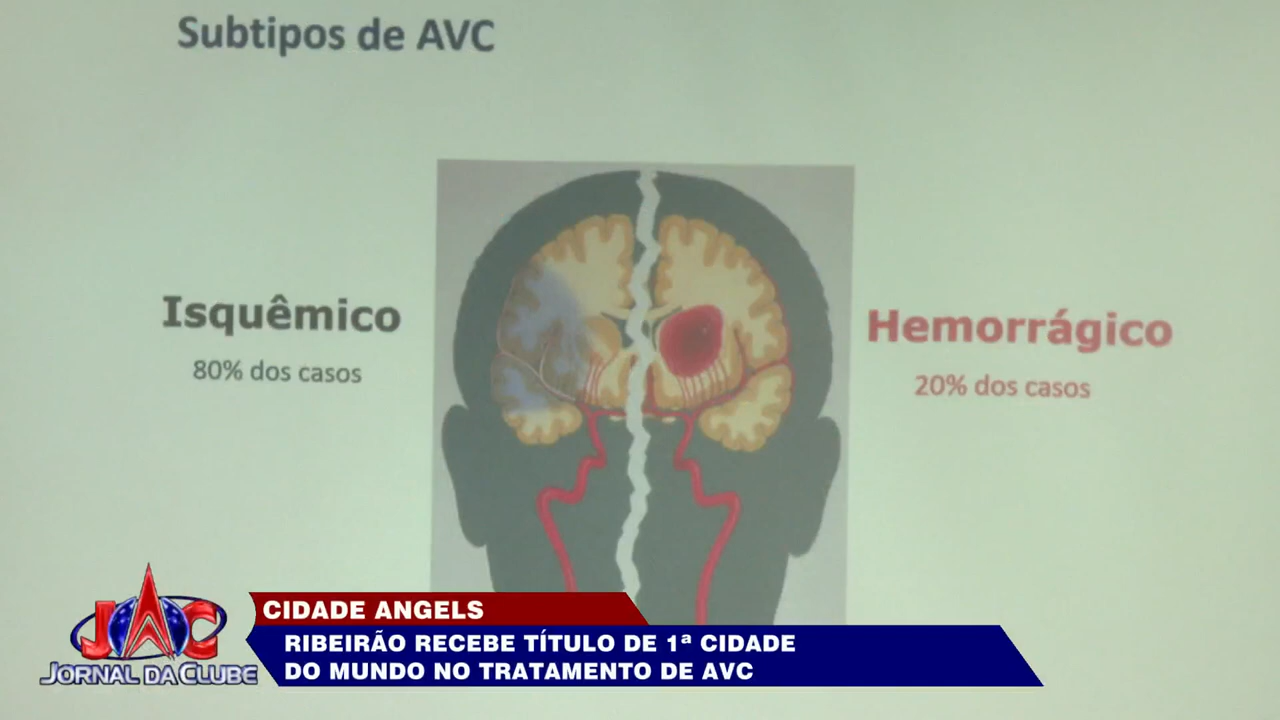 Subtipos de AVC
Isquêmico
80% dos casos
Hemorrágico
20% dos casos
JAC
JORNAL DA CLUBE
CIDADE ANGELS
RIBEIRÃO RECEBE TÍTULO DE 1ª CIDADE
DO MUNDO NO TRATAMENTO DE AVC